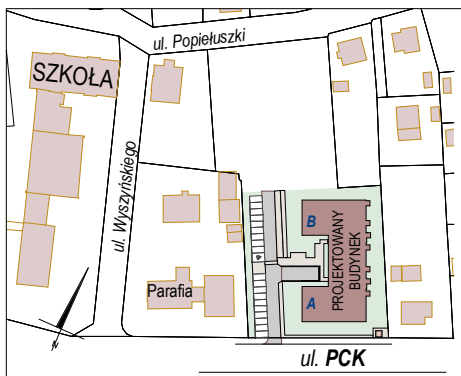 ul. Popiełuszki
SZKOŁA
ul. Wyszyńskiego
B
PROJEKTOWANY
BUDYNEK
A
Parafia
N
ul. PCK